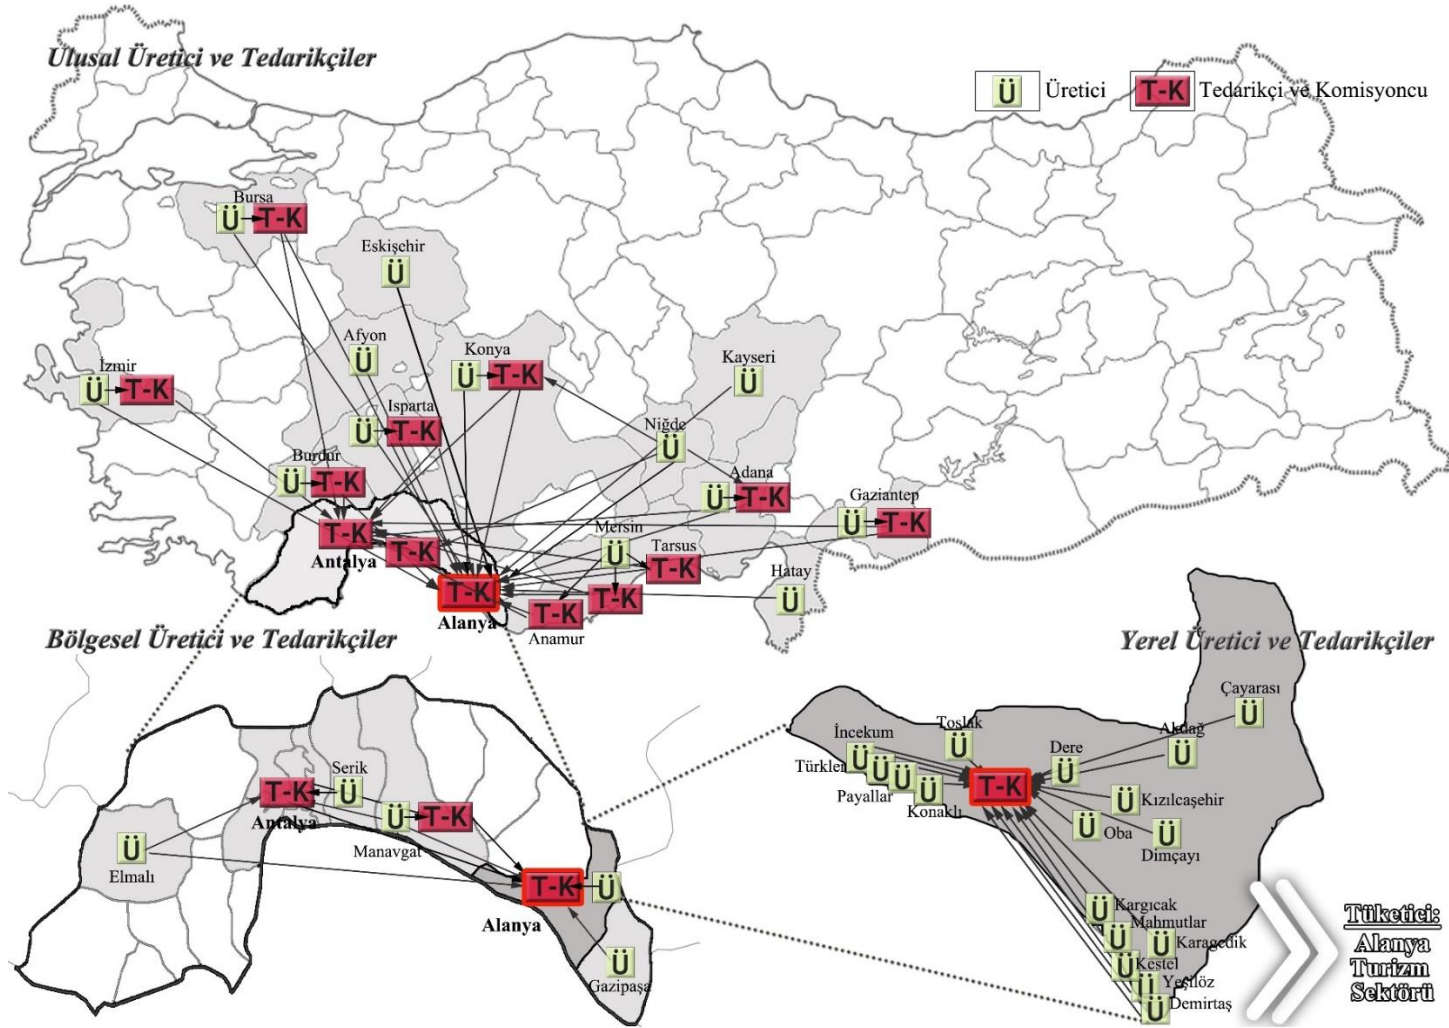 Ulusal Üretici ve Tedarikçiler
Ü Üretici T-K Tedarikçi ve Komisyoncu
Bursa
Ü T-K
Eskişehir
Ü
Afyon
Ü
Konya
Ü T-K
Kayseri
Ü
İzmir
Ü T-K
Isparta
Ü T-K
Niğde
Ü
Burdur
Ü T-K
Adana
Ü T-K
Gaziantep
Ü T-K
T-K
Antalya
T-K
Mersin
Ü
Tarsus
T-K
Hatay
Ü
T-K
Alanya
T-K
Anamur
T-K
Bölgesel Üretici ve Tedarikçiler
Serik
Ü
T-K
Antalya
Ü T-K
Manavgat
Ü
Elmalı
T-K
Alanya
Ü
Ü
Gazipaşa
Yerel Üretici ve Tedarikçiler
Çayarası
Ü
Toslak
Ü
Akdağ
Ü
İncekum
Ü
Türkler
Ü
Payallar
Ü
Konaklı
Ü
T-K
Dere
Ü
Kızılcaşehir
Ü
Oba
Ü
Dimçayı
Ü
Kargıcak
Ü
Mahmutlar
Ü
Karagedik
Ü
Kestel
Ü
Yeşilöz
Ü
Demirtaş
Ü
Tüketici:
Alanya
Turizm
Sektörü